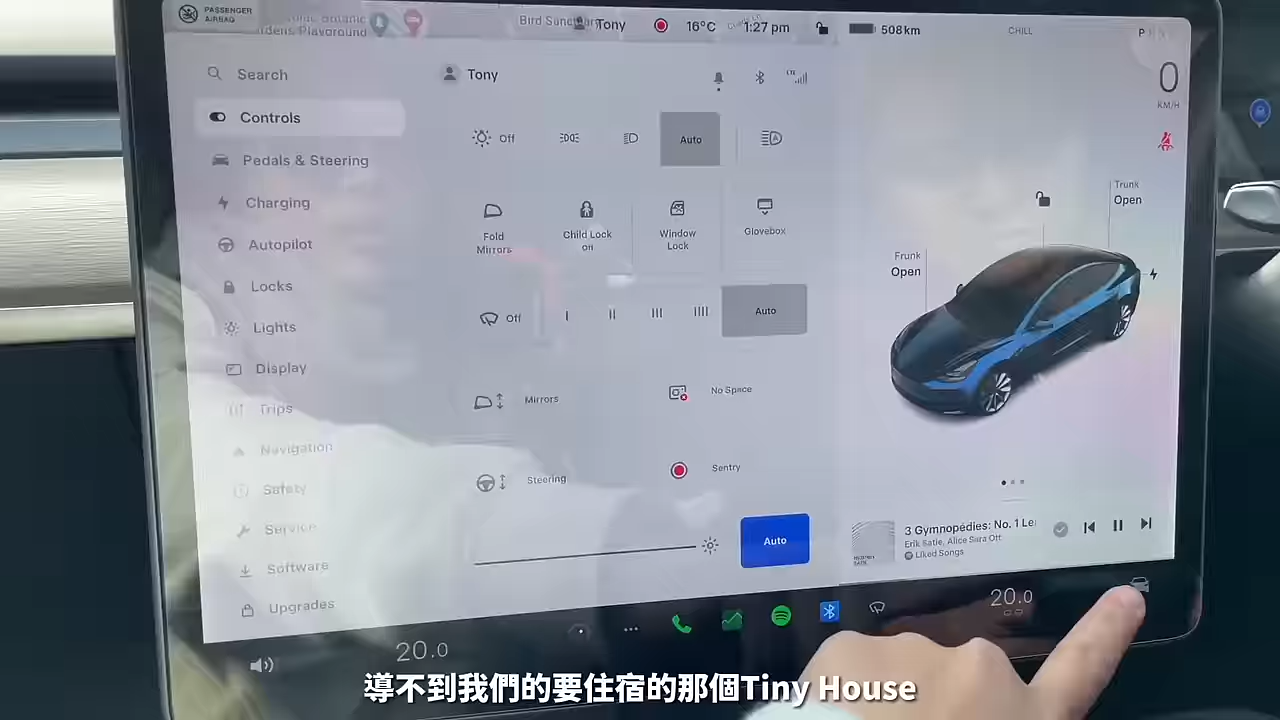 PASSENGER
AIRBAG
Playground
Tony
16°C
1:27 pm
508km
CHILL
P
Search
Controls
Pedals & Steering
Charging
Autopilot
Locks
Lights
Display
Trips
Navigation
Safety
Service
Software
Upgrades
Tony
LTE
Off
Auto
Fold
Mirrors
Child Lock
on
Window
Lock
Glovebox
Off
I
II
III
IIII
Auto
Mirrors
No Space
Steering
Sentry
Auto
0
KM/H
Trunk
Open
Frunk
Open
3 Gymnopédies: No. 1 Le
Erik Satie, Alice Sara Ott
Liked Songs
20.0
20.0
導不到我們的要住宿的那個Tiny House